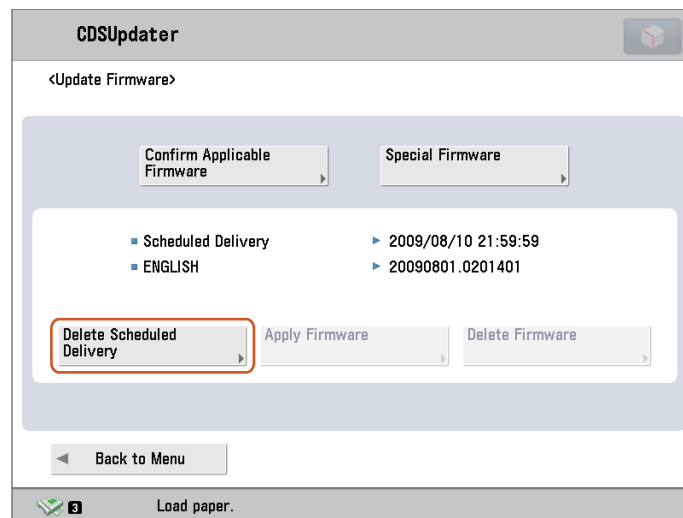 CDSUpdater
<Update Firmware>
Confirm Applicable
Firmware
Special Firmware
Scheduled Delivery 2009/08/10 21:59:59
ENGLISH 20090801.0201401
Delete Scheduled
Delivery
Apply Firmware
Delete Firmware
Back to Menu
3 Load paper.